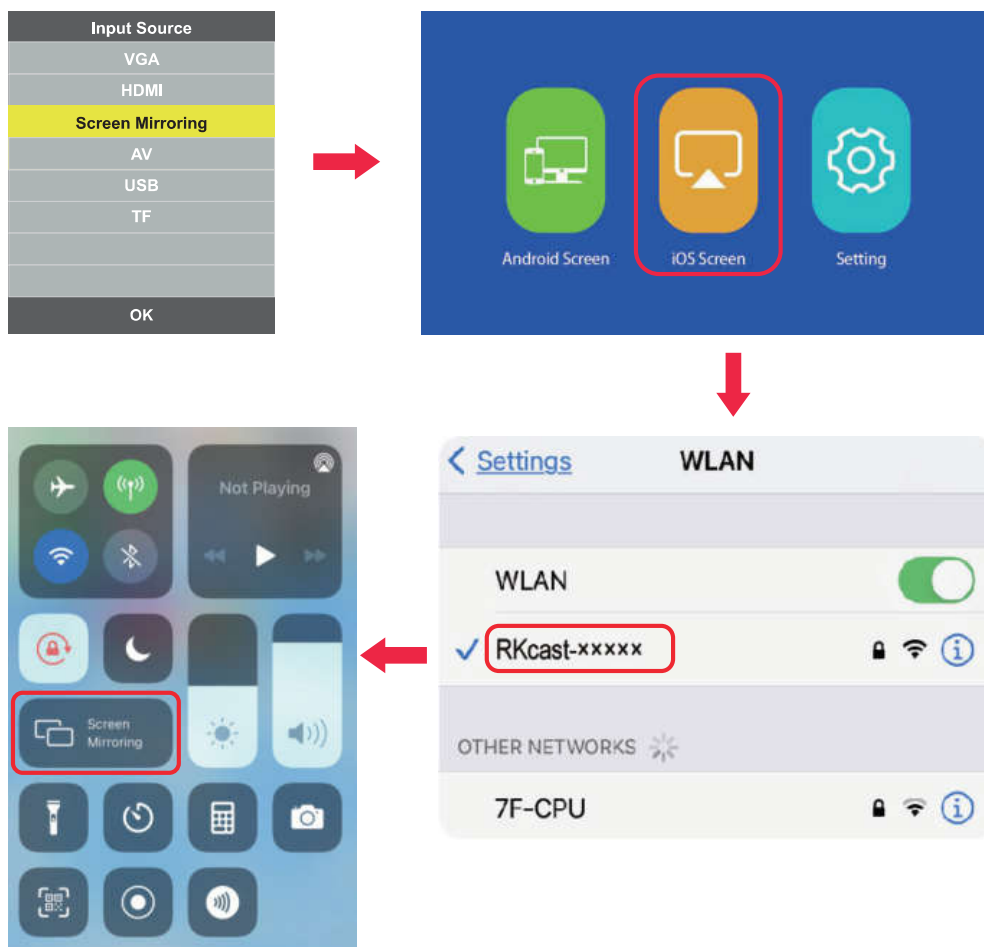 Input Source
VGA
HDMI
Screen Mirroring
AV
USB
TF
OK
Android Screen
iOS Screen
Setting
Settings
WLAN
WLAN
RKcast-×××××
OTHER NETWORKS
7F-CPU
Not Playing
Screen
Mirroring